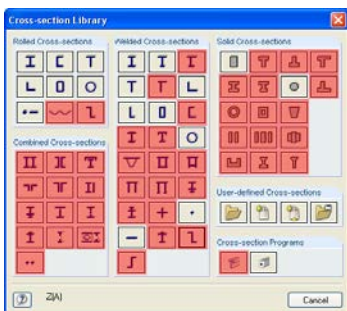 Cross-section Library
Rolled Cross-sections
Welded Cross-sections
Solid Cross-sections
Combined Cross-sections
User-defined Cross-sections
Cross-section Programs
Z(A)
Cancel